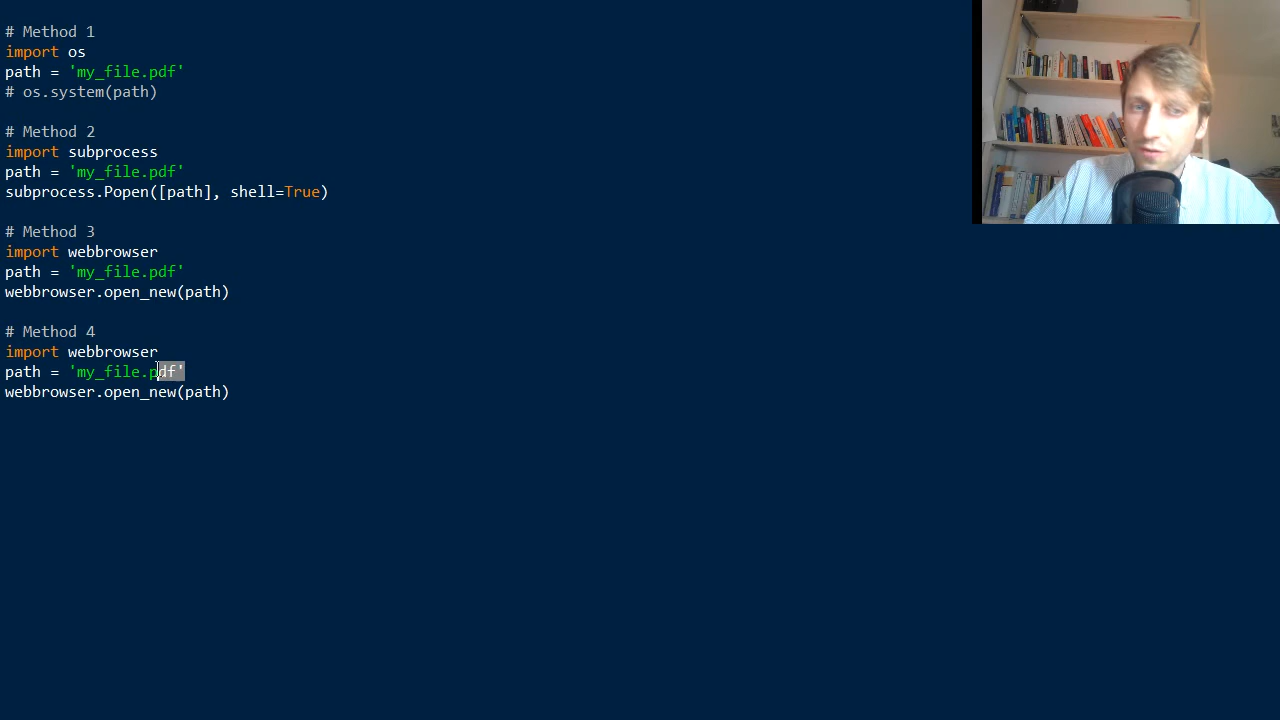 # Method 1
import os
path = 'my_file.pdf'
# os.system(path)
# Method 2
import subprocess
path = 'my_file.pdf'
subprocess.Popen([path], shell=True)
# Method 3
import webbrowser
path = 'my_file.pdf'
webbrowser.open_new(path)
# Method 4
import webbrowser
path = 'my_file.pdf'
webbrowser.open_new(path)